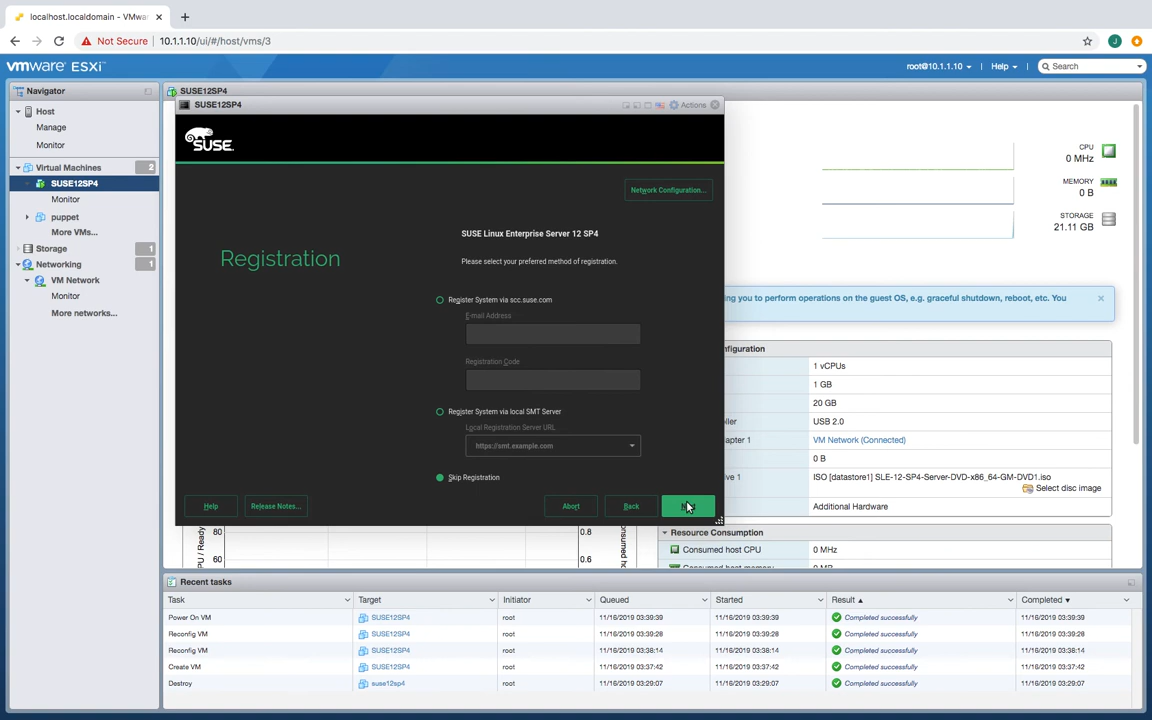 localhost.localdomain - VMwa
Not Secure 10.1.1.10/ui/#/host/vms/3
J
vmware ESXi
root@10.1.1.10 Help Search
Navigator
SUSE12SP4
Host
Manage
Monitor
Virtual Machines 2
SUSE12SP4
Monitor
puppet
More VMs...
Storage 1
Networking 1
VM Network
Monitor
More networks...
SUSE12SP4 Actions
SUSE.
Network Configuration...
Registration
SUSE Linux Enterprise Server 12 SP4
Please select your preferred method of registration.
Register System via scc.suse.com
E-mail Address
Registration Code
Register System via local SMT Server
Local Registration Server URL
https://smt.example.com
Skip Registration
Help Release Notes... Abort Back
CPU
0 MHz
MEMORY
0 B
STORAGE
21.11 GB
ing you to perform operations on the guest OS, e.g. graceful shutdown, reboot, etc. You
nfiguration
1 vCPUs
1 GB
20 GB
ller USB 2.0
apter 1 VM Network (Connected)
0 B
ive 1 ISO [datastore1] SLE-12-SP4-Server-DVD-x86_64-GM-DVD1.iso
Select disc image
Additional Hardware
Resource Consumption
Consumed host CPU 0 MHz
80 0.8
60 0.6
Recent tasks
Task Target Initiator Queued Started Result Completed
Power On VM SUSE12SP4 root 11/16/2019 03:39:39 11/16/2019 03:39:39 Completed successfully 11/16/2019 03:39:39
Reconfig VM SUSE12SP4 root 11/16/2019 03:39:28 11/16/2019 03:39:28 Completed successfully 11/16/2019 03:39:28
Reconfig VM SUSE12SP4 root 11/16/2019 03:38:14 11/16/2019 03:38:14 Completed successfully 11/16/2019 03:38:14
Create VM SUSE12SP4 root 11/16/2019 03:37:42 11/16/2019 03:37:42 Completed successfully 11/16/2019 03:37:42
Destroy suse12sp4 root 11/16/2019 03:29:07 11/16/2019 03:29:07 Completed successfully 11/16/2019 03:29:07